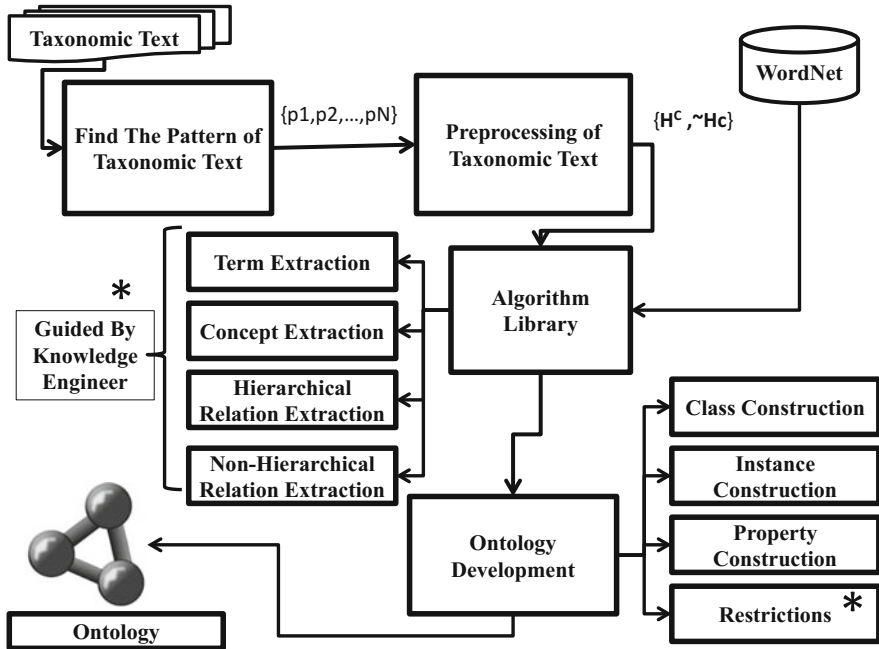 Taxonomic Text
WordNet
Find The Pattern of
Taxonomic Text
{p1,p2,...,pN}
Preprocessing of
Taxonomic Text
{Hᶜ ,~Hc}
Term Extraction
Algorithm
Library
*
Guided By
Knowledge
Engineer
Concept Extraction
Hierarchical
Relation Extraction
Non-Hierarchical
Relation Extraction
Class Construction
Instance
Construction
Ontology
Development
Property
Construction
Restrictions *
Ontology